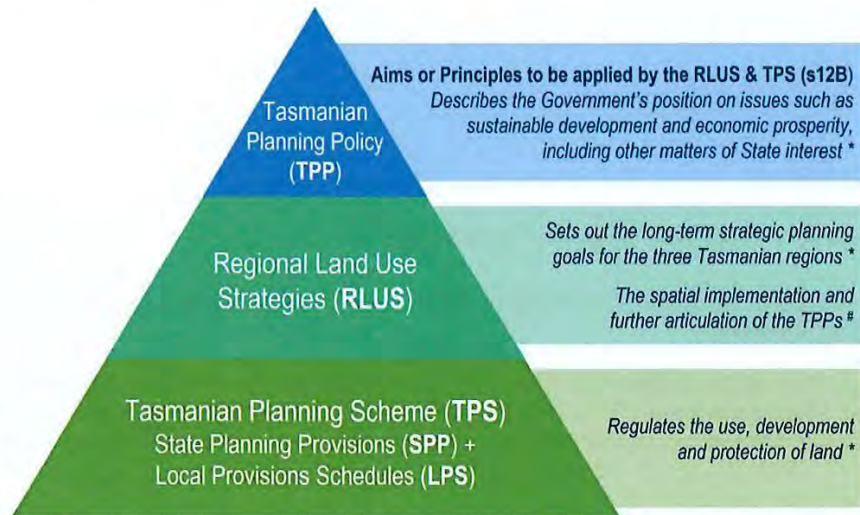 Tasmanian
Planning Policy
(TPP)
Aims or Principles to be applied by the RLUS & TPS (s12B)
Describes the Government's position on issues such as
sustainable development and economic prosperity,
including other matters of State interest *
Regional Land Use
Strategies (RLUS)
Sets out the long-term strategic planning
goals for the three Tasmanian regions *
The spatial implementation and
further articulation of the TPPs #
Tasmanian Planning Scheme (TPS)
State Planning Provisions (SPP) +
Local Provisions Schedules (LPS)
Regulates the use, development
and protection of land *